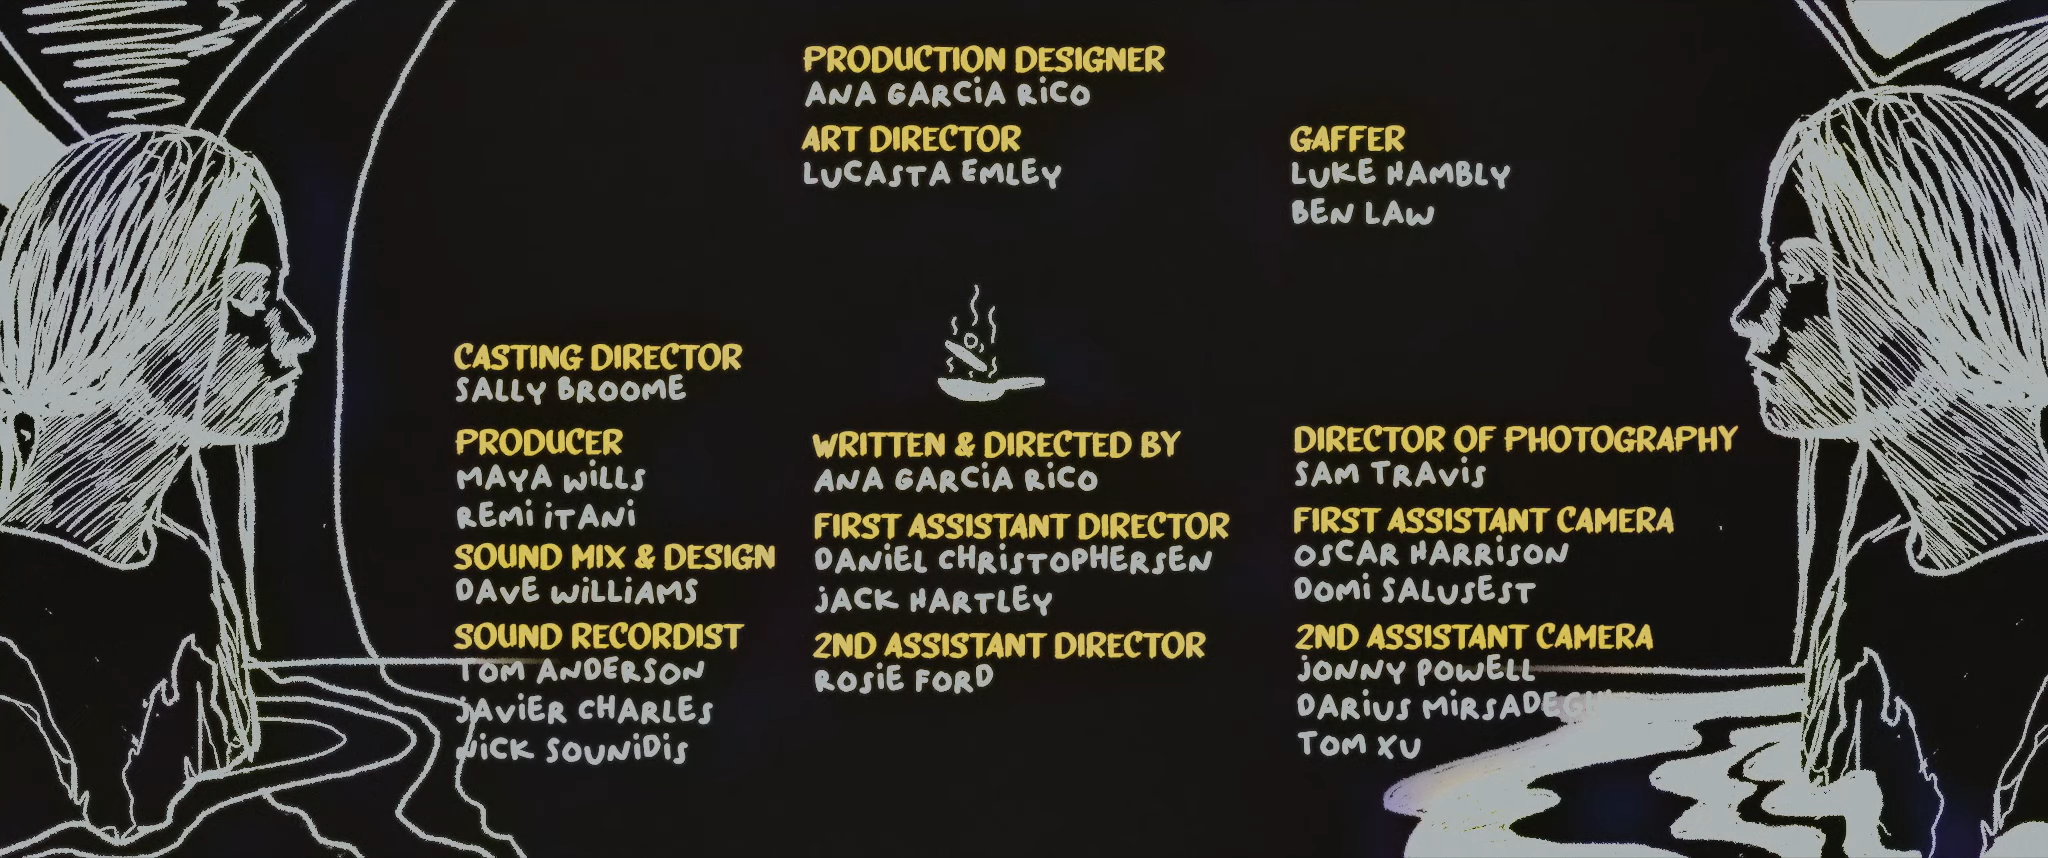 PRODUCTION DESIGNER
ANA GARCIA RICO
ART DIRECTOR
LUCASTA EMLEY
GAFFER
LUKE HAMBLY
BEN LAW
CASTING DIRECTOR
SALLY BROOME
PRODUCER
MAYA WILLS
REMI ITANI
SOUND MIX & DESIGN
DAVE WILLIAMS
SOUND RECORDIST
TOM ANDERSON
JAVIER CHARLES
NICK SOUNIDIS
WRITTEN & DIRECTED BY
ANA GARCIA RICO
FIRST ASSISTANT DIRECTOR
DANIEL CHRISTOPHERSEN
JACK HARTLEY
2ND ASSISTANT DIRECTOR
ROSIE FORD
DIRECTOR OF PHOTOGRAPHY
SAM TRAVIS
FIRST ASSISTANT CAMERA
OSCAR HARRISON
DOMI SALUSEST
2ND ASSISTANT CAMERA
JONNY POWELL
DARIUS
TOM XU